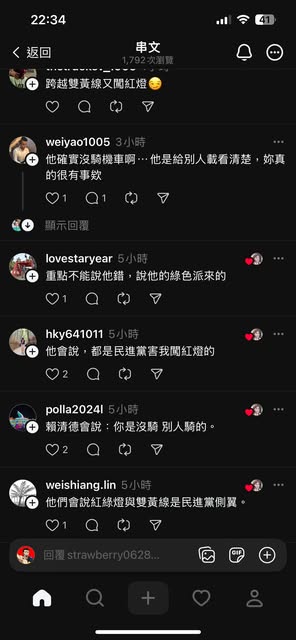 22:34
41
返回
串文
1,792次瀏覽
跨越雙黃線又闖紅燈😏
weiyao1005 3小時
他確實沒騎機車啊⋯他是給別人載看清楚，妳真
的很有事欸
1
1
顯示回覆
lovestaryear 5小時
重點不能說他錯，說他的綠色派來的
1
hky641011 5小時
他會說，都是民進黨害我闖紅燈的
2
polla2024l 5小時
賴清德會說：你是沒騎 別人騎的。
2
weishiang.lin 5小時
他們會說紅綠燈與雙黃線是民進黨側翼。
1
回覆 strawberry0628...
GIF